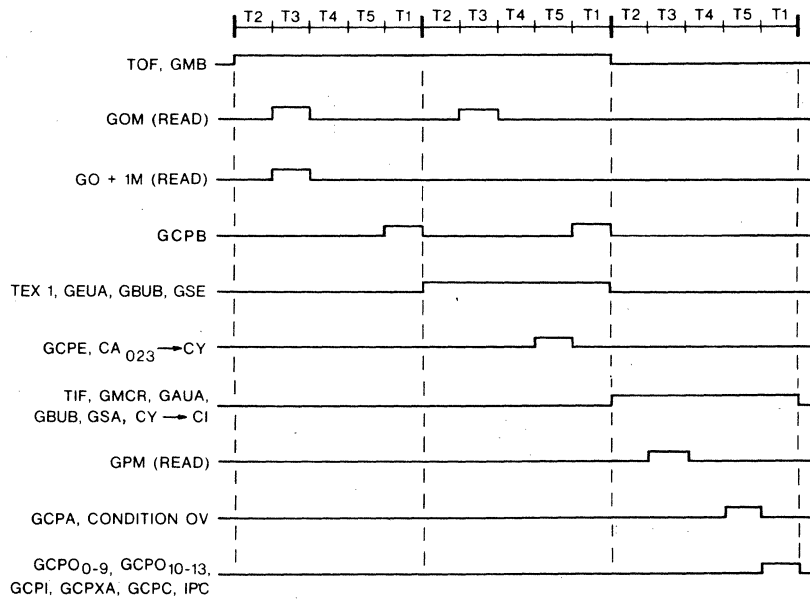 T2 T3 T4 T5 T1 T2 T3 T4 T5 T1 T2 T3 T4 T5 T1
TOF, GMB
GOM (READ)
GO + 1M (READ)
GCPB
TEX 1, GEUA, GBUB, GSE
GCPE, CA023 → CY
TIF, GMCR, GAUA,
GBUB, GSA, CY → CI
GPM (READ)
GCPA, CONDITION OV
GCPO0-9, GCPO10-13,
GCPI, GCPXA, GCPC, IPC